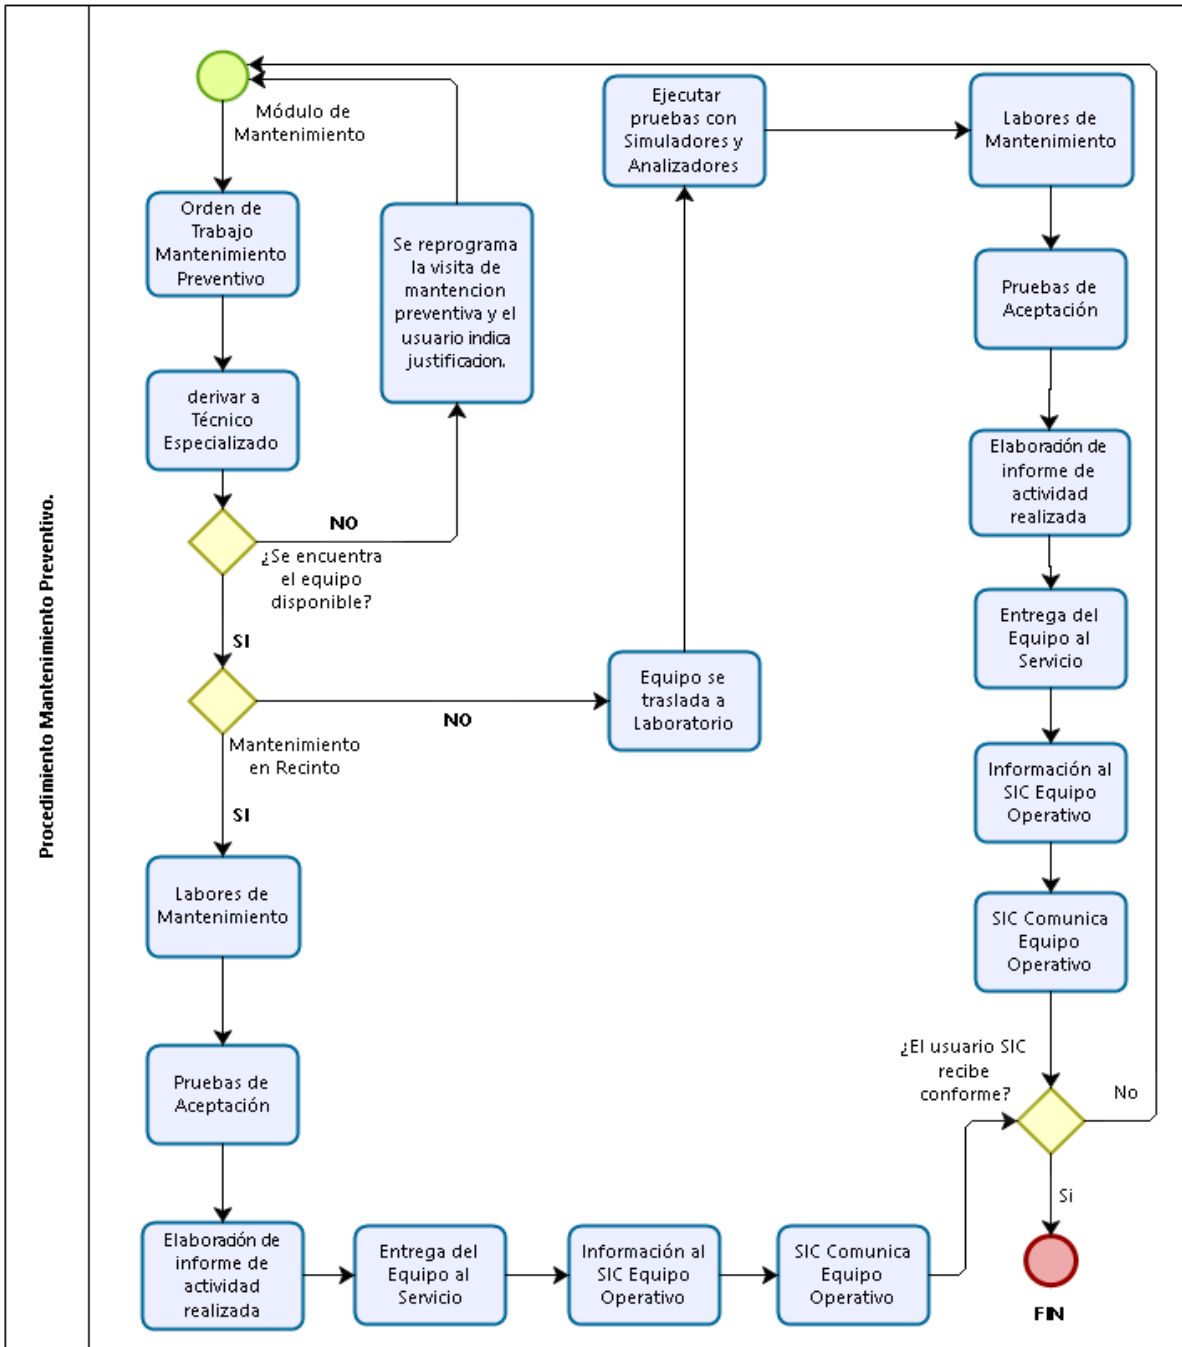 Procedimiento Mantenimiento Preventivo.
Módulo de
Mantenimiento
Orden de
Trabajo
Mantenimiento
Preventivo
derivar a
Técnico
Especializado
Se reprograma
la visita de
mantencion
preventiva y el
usuario indica
justificacion.
NO
¿Se encuentra
el equipo
disponible?
SI
Mantenimiento
en Recinto
NO
SI
Equipo se
traslada a
Laboratorio
Ejecutar
pruebas con
Simuladores y
Analizadores
Labores de
Mantenimiento
Pruebas de
Aceptación
Elaboración de
informe de
actividad
realizada
Entrega del
Equipo al
Servicio
Información al
SIC Equipo
Operativo
SIC Comunica
Equipo
Operativo
Labores de
Mantenimiento
Pruebas de
Aceptación
Elaboración de
informe de
actividad
realizada
Entrega del
Equipo al
Servicio
Información al
SIC Equipo
Operativo
SIC Comunica
Equipo
Operativo
¿El usuario SIC
recibe
conforme?
No
Si
FIN